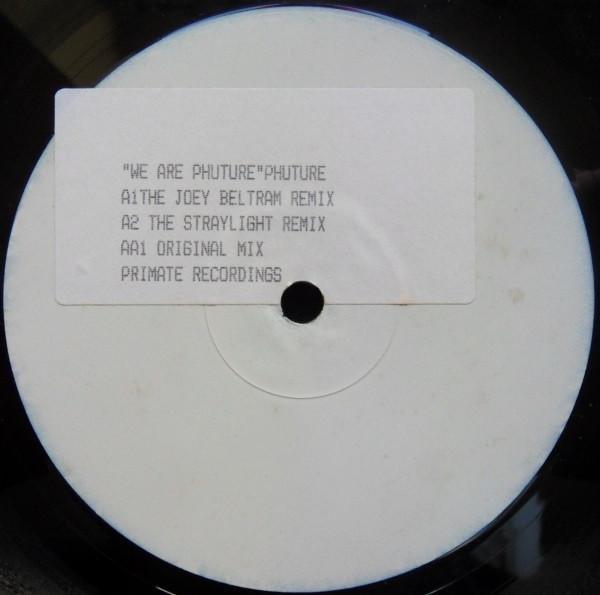 "WE ARE PHUTURE"PHUTURE
A1THE JOEY BELTRAM REMIX
A2 THE STRAYLIGHT REMIX
AA1 ORIGINAL MIX
PRIMATE RECORDINGS